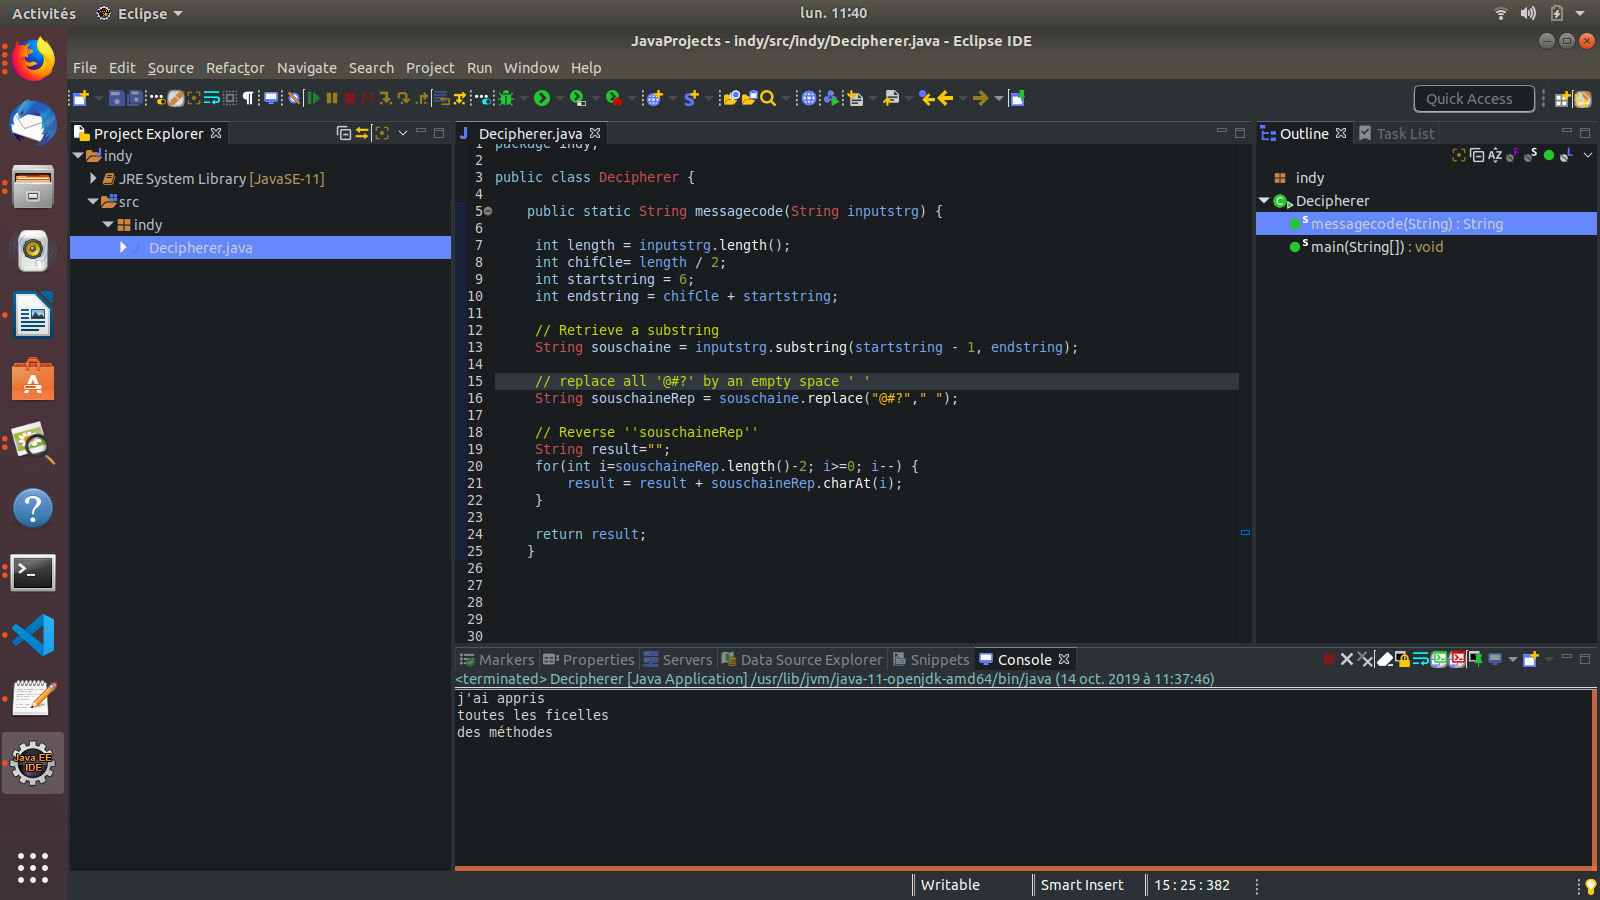 Activités Eclipse lun. 11:40
JavaProjects - indy/src/indy/Decipherer.java - Eclipse IDE
File Edit Source Refactor Navigate Search Project Run Window Help
Quick Access
Project Explorer
indy
JRE System Library [JavaSE-11]
src
indy
Decipherer.java
Decipherer.java
1 package indy;
2
3 public class Decipherer {
4
5 public static String messagecode(String inputstrg) {
6
7 int length = inputstrg.length();
8 int chifCle= length / 2;
9 int startstring = 6;
10 int endstring = chifCle + startstring;
11
12 // Retrieve a substring
13 String souschaine = inputstrg.substring(startstring - 1, endstring);
14
15 // replace all '@#?' by an empty space ' '
16 String souschaineRep = souschaine.replace("@#?"," ");
17
18 // Reverse ''souschaineRep''
19 String result="";
20 for(int i=souschaineRep.length()-2; i>=0; i--) {
21 result = result + souschaineRep.charAt(i);
22 }
23
24 return result;
25 }
26
27
28
29
30
Outline Task List
indy
Decipherer
messagecode(String) : String
main(String[]) : void
Markers Properties Servers Data Source Explorer Snippets Console
<terminated> Decipherer [Java Application] /usr/lib/jvm/java-11-openjdk-amd64/bin/java (14 oct. 2019 à 11:37:46)
j'ai appris
toutes les ficelles
des méthodes
Java EE
IDE
Writable Smart Insert 15 : 25 : 382